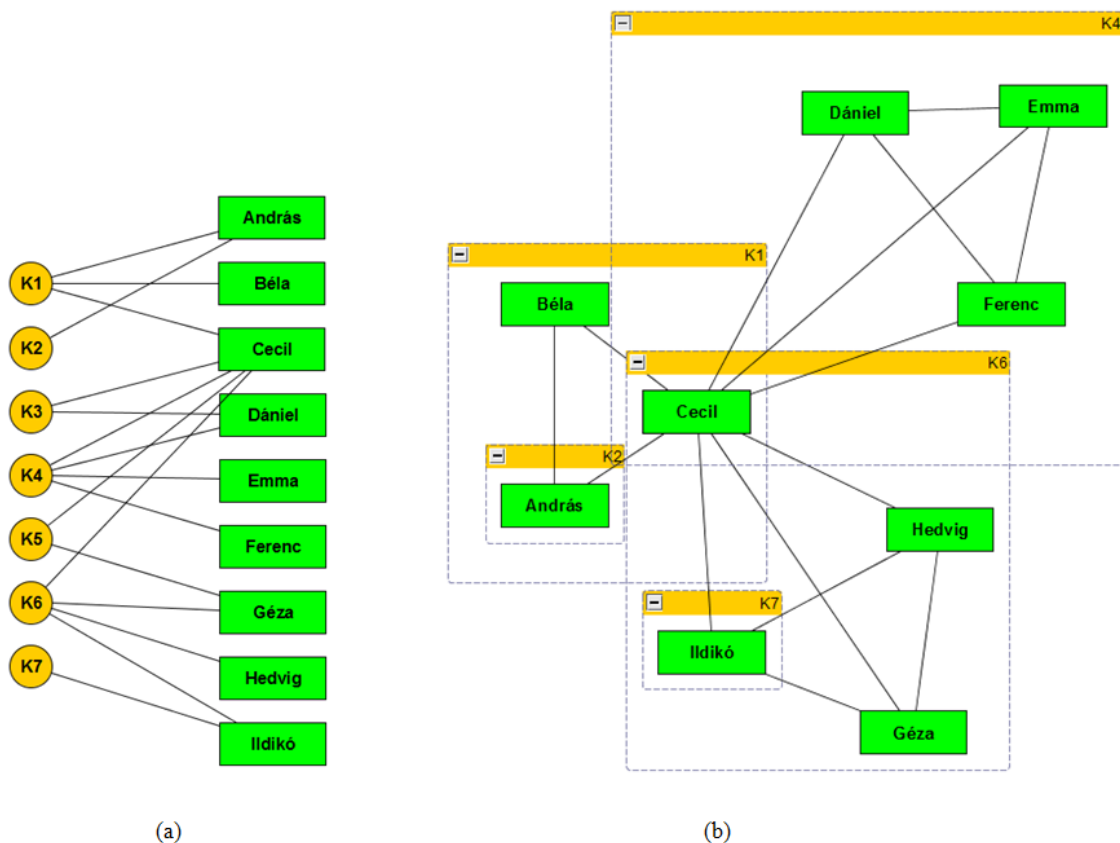 K1
K2
K3
K4
K5
K6
K7
András
Béla
Cecil
Dániel
Emma
Ferenc
Géza
Hedvig
Ildikó
(a)
K4
Dániel
Emma
K1
Béla
Ferenc
K6
Cecil
K2
András
Hedvig
K7
Ildikó
Géza
(b)